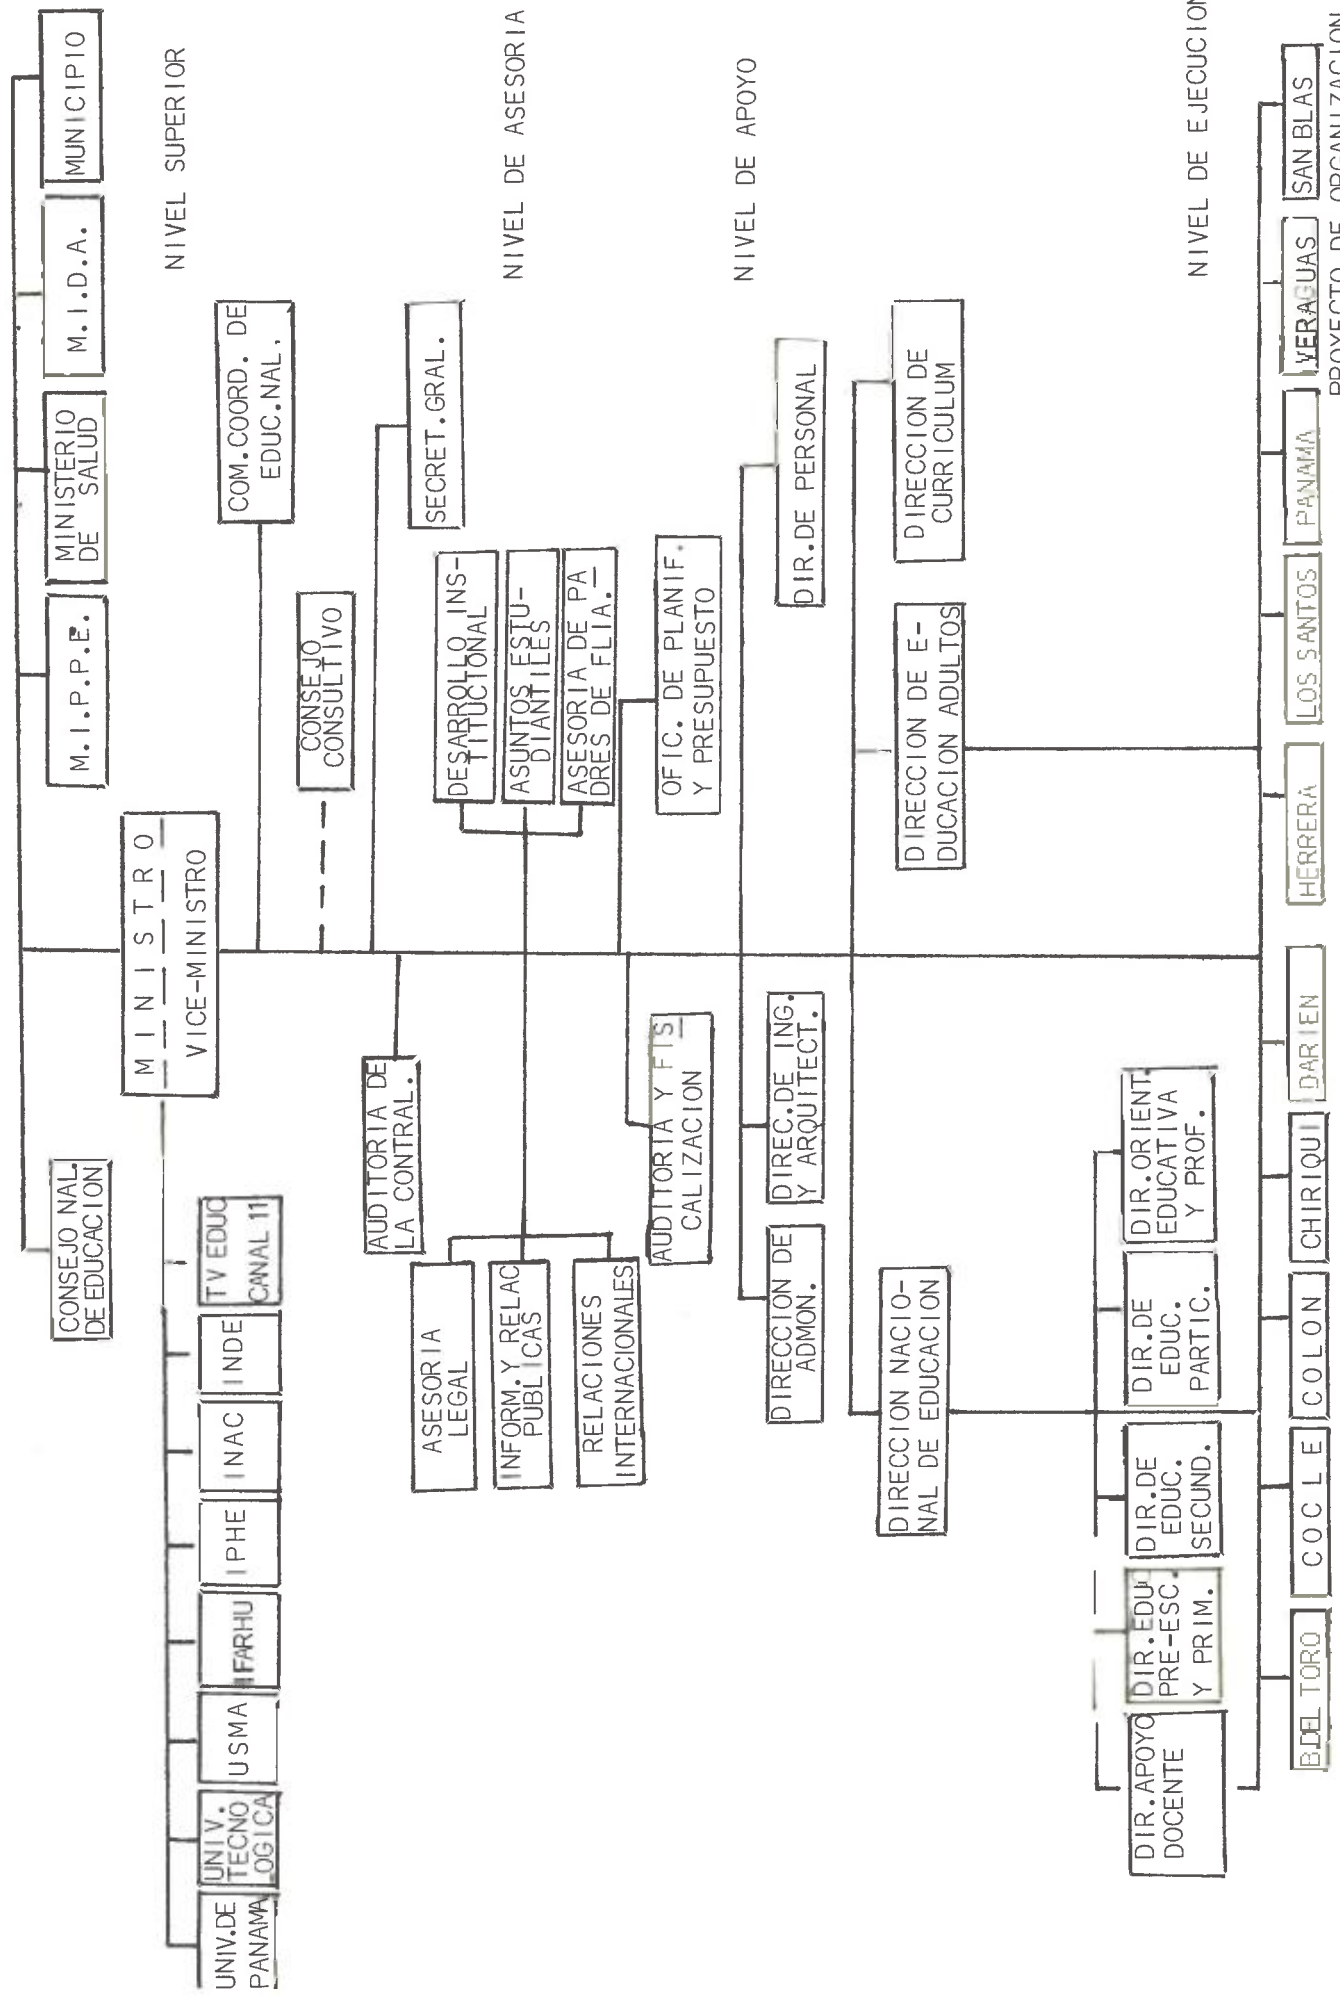 CONSEJO NAL.
DE EDUCACION
M.I.P.P.E.
MINISTERIO
DE SALUD
M.I.D.A.
MUNICIPIO
MINISTRO
VICE-MINISTRO
NIVEL SUPERIOR
UNIV.DE
PANAMA
UNIV.
TECNO
LOGICA
USMA
IFARHU
IPHE
INAC
INDE
TV EDUC
CANAL 11
COM.COORD. DE
EDUC.NAL.
CONSEJO
CONSULTIVO
AUDITORIA DE
LA CONTRAL.
SECRET.GRAL.
ASESORIA
LEGAL
INFORM.Y RELAC
PUBLICAS
RELACIONES
INTERNACIONALES
DESARROLLO INS-
TITUCIONAL
ASUNTOS ESTU-
DIANTILES
ASESORIA DE PA
DRES DE FLIA.—
NIVEL DE ASESORIA
AUDITORIA Y FIS
CALIZACION
OFIC. DE PLANIF.
Y PRESUPUESTO
NIVEL DE APOYO
DIRECCION DE
ADMON.
DIREC.DE ING.
Y ARQUITECT.
DIR.DE PERSONAL
DIRECCION NACIO-
NAL DE EDUCACION
DIRECCION DE E-
DUCACION ADULTOS
DIRECCION DE
CURRICULUM
DIR.APOYO
DOCENTE
DIR.EDUC
PRE-ESC.
Y PRIM.
DIR.DE
EDUC.
SECUND.
DIR.DE
EDUC.
PARTIC.
DIR.ORIENT.
EDUCATIVA
Y PROF.
NIVEL DE EJECUCION
B.DEL TORO
COCLE
COLON
CHIRIQUI
DARIEN
HERRERA
LOS SANTOS
PANAMA
VERAGUAS
SAN BLAS
PROYECTO DE ORGANIZACION